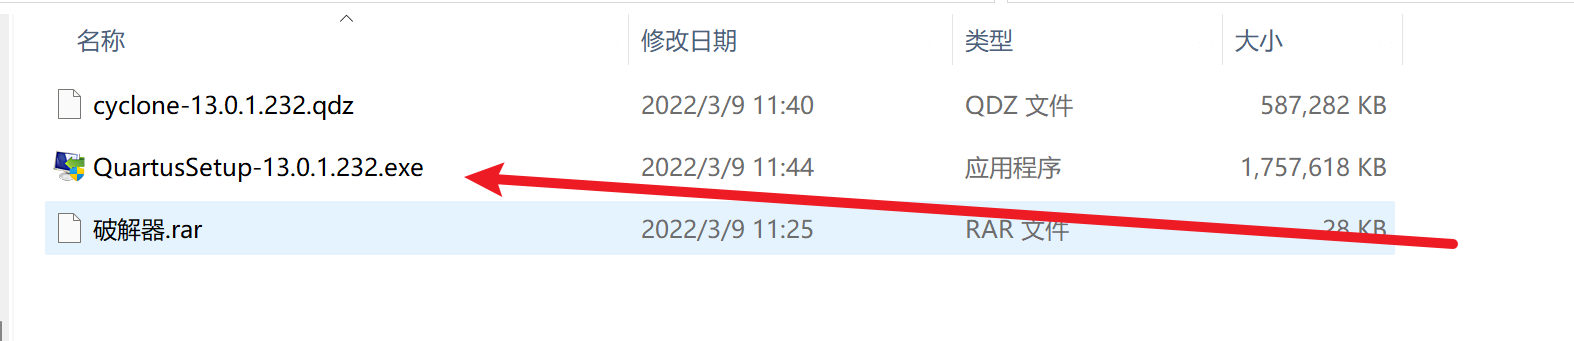 名称 修改日期 类型 大小
cyclone-13.0.1.232.qdz 2022/3/9 11:40 QDZ 文件 587,282 KB
QuartusSetup-13.0.1.232.exe 2022/3/9 11:44 应用程序 1,757,618 KB
破解器.rar 2022/3/9 11:25 RAR 文件 28 KB